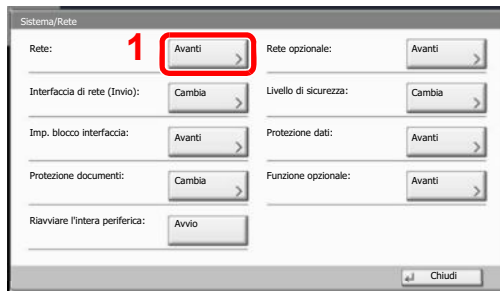 Sistema/Rete
Rete: 1 Avanti Rete opzionale: Avanti
Interfaccia di rete (Invio): Cambia Livello di sicurezza: Cambia
Imp. blocco interfaccia: Avanti Protezione dati: Avanti
Protezione documenti: Cambia Funzione opzionale: Avanti
Riavviare l'intera periferica: Avvio
Chiudi